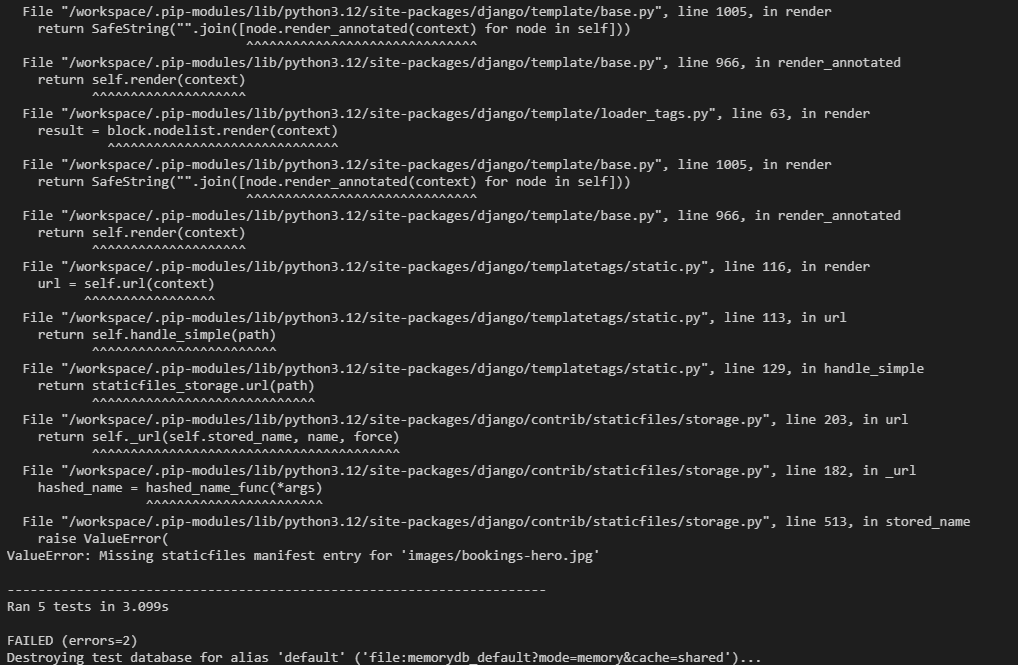 File "/workspace/.pip-modules/lib/python3.12/site-packages/django/template/base.py", line 1005, in render
return SafeString("".join([node.render_annotated(context) for node in self]))
^^^^^^^^^^^^^^^^^^^^^^^^^^^^^^
File "/workspace/.pip-modules/lib/python3.12/site-packages/django/template/base.py", line 966, in render_annotated
return self.render(context)
^^^^^^^^^^^^^^^^^^^^
File "/workspace/.pip-modules/lib/python3.12/site-packages/django/template/loader_tags.py", line 63, in render
result = block.nodelist.render(context)
^^^^^^^^^^^^^^^^^^^^^^^^^^^^^^
File "/workspace/.pip-modules/lib/python3.12/site-packages/django/template/base.py", line 1005, in render
return SafeString("".join([node.render_annotated(context) for node in self]))
^^^^^^^^^^^^^^^^^^^^^^^^^^^^^^
File "/workspace/.pip-modules/lib/python3.12/site-packages/django/template/base.py", line 966, in render_annotated
return self.render(context)
^^^^^^^^^^^^^^^^^^^^
File "/workspace/.pip-modules/lib/python3.12/site-packages/django/templatetags/static.py", line 116, in render
url = self.url(context)
^^^^^^^^^^^^^^^^^
File "/workspace/.pip-modules/lib/python3.12/site-packages/django/templatetags/static.py", line 113, in url
return self.handle_simple(path)
^^^^^^^^^^^^^^^^^^^^^^^^
File "/workspace/.pip-modules/lib/python3.12/site-packages/django/templatetags/static.py", line 129, in handle_simple
return staticfiles_storage.url(path)
^^^^^^^^^^^^^^^^^^^^^^^^^^^^^
File "/workspace/.pip-modules/lib/python3.12/site-packages/django/contrib/staticfiles/storage.py", line 203, in url
return self._url(self.stored_name, name, force)
^^^^^^^^^^^^^^^^^^^^^^^^^^^^^^^^^^^^^^^^
File "/workspace/.pip-modules/lib/python3.12/site-packages/django/contrib/staticfiles/storage.py", line 182, in _url
hashed_name = hashed_name_func(*args)
^^^^^^^^^^^^^^^^^^^^^^^
File "/workspace/.pip-modules/lib/python3.12/site-packages/django/contrib/staticfiles/storage.py", line 513, in stored_name
raise ValueError(
ValueError: Missing staticfiles manifest entry for 'images/bookings-hero.jpg'
----------------------------------------------------------------------
Ran 5 tests in 3.099s
FAILED (errors=2)
Destroying test database for alias 'default' ('file:memorydb_default?mode=memory&cache=shared')...